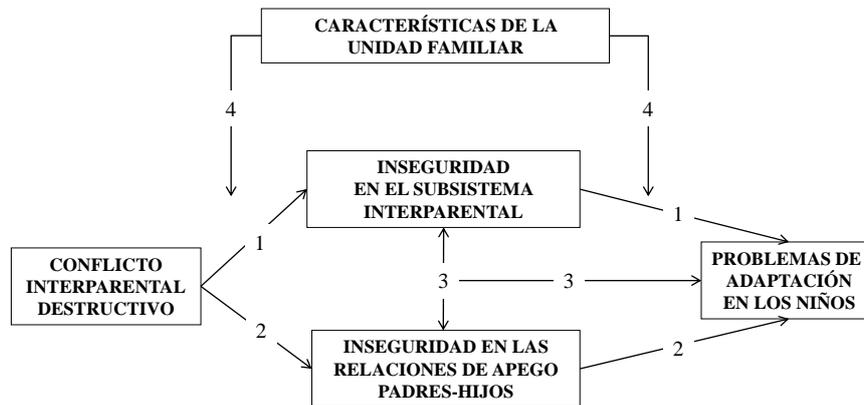 CARACTERÍSTICAS DE LA
UNIDAD FAMILIAR
4
4
INSEGURIDAD
EN EL SUBSISTEMA
INTERPARENTAL
1
1
CONFLICTO
INTERPARENTAL
DESTRUCTIVO
3
3
PROBLEMAS DE
ADAPTACIÓN
EN LOS NIÑOS
2
2
INSEGURIDAD EN LAS
RELACIONES DE APEGO
PADRES-HIJOS